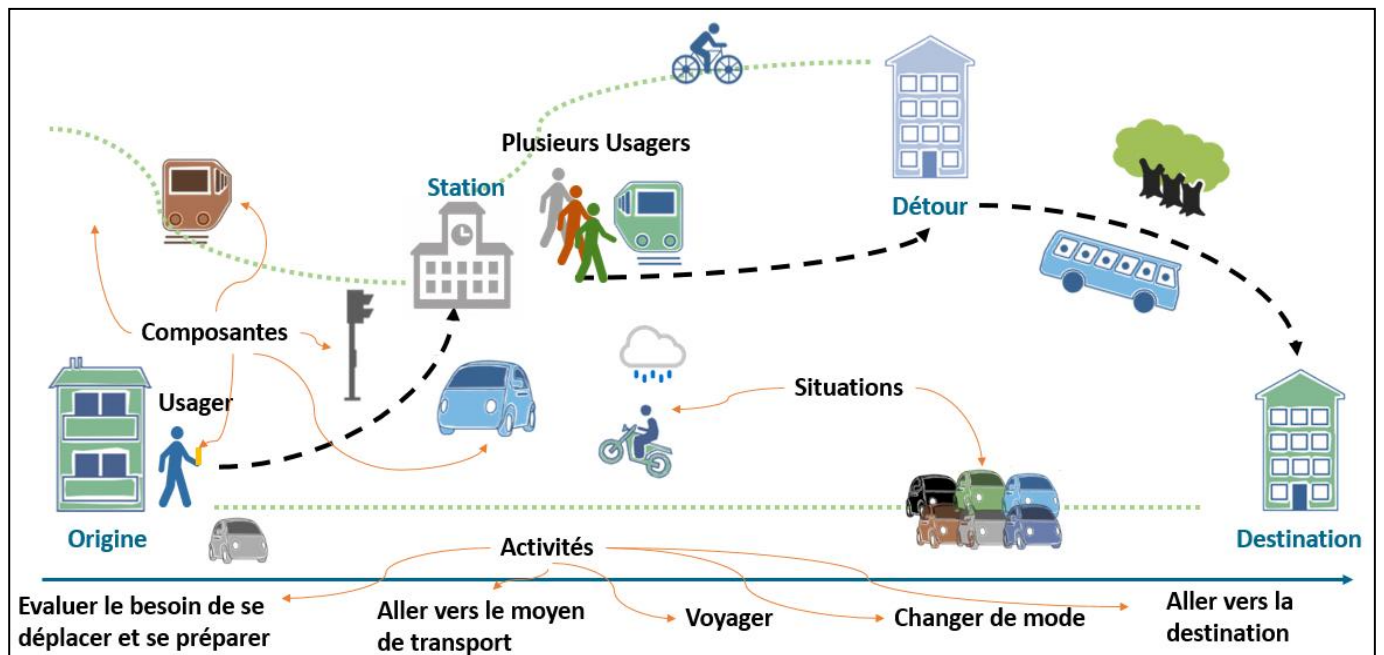 Plusieurs Usagers
Station
Détour
Composantes
Usager
Situations
Origine
Activités
Destination
Evaluer le besoin de se
déplacer et se préparer
Aller vers le moyen
de transport
Voyager
Changer de mode
Aller vers la
destination